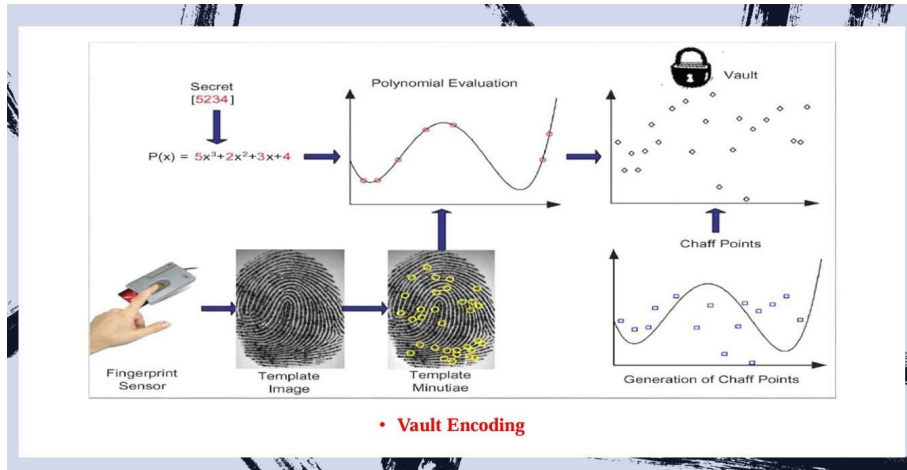 Secret
[5234]
P(x) = 5x³+2x²+3x+4
Polynomial Evaluation
1
Vault
Fingerprint
Sensor
Template
Image
Template
Minutiae
Chaff Points
Generation of Chaff Points
• Vault Encoding